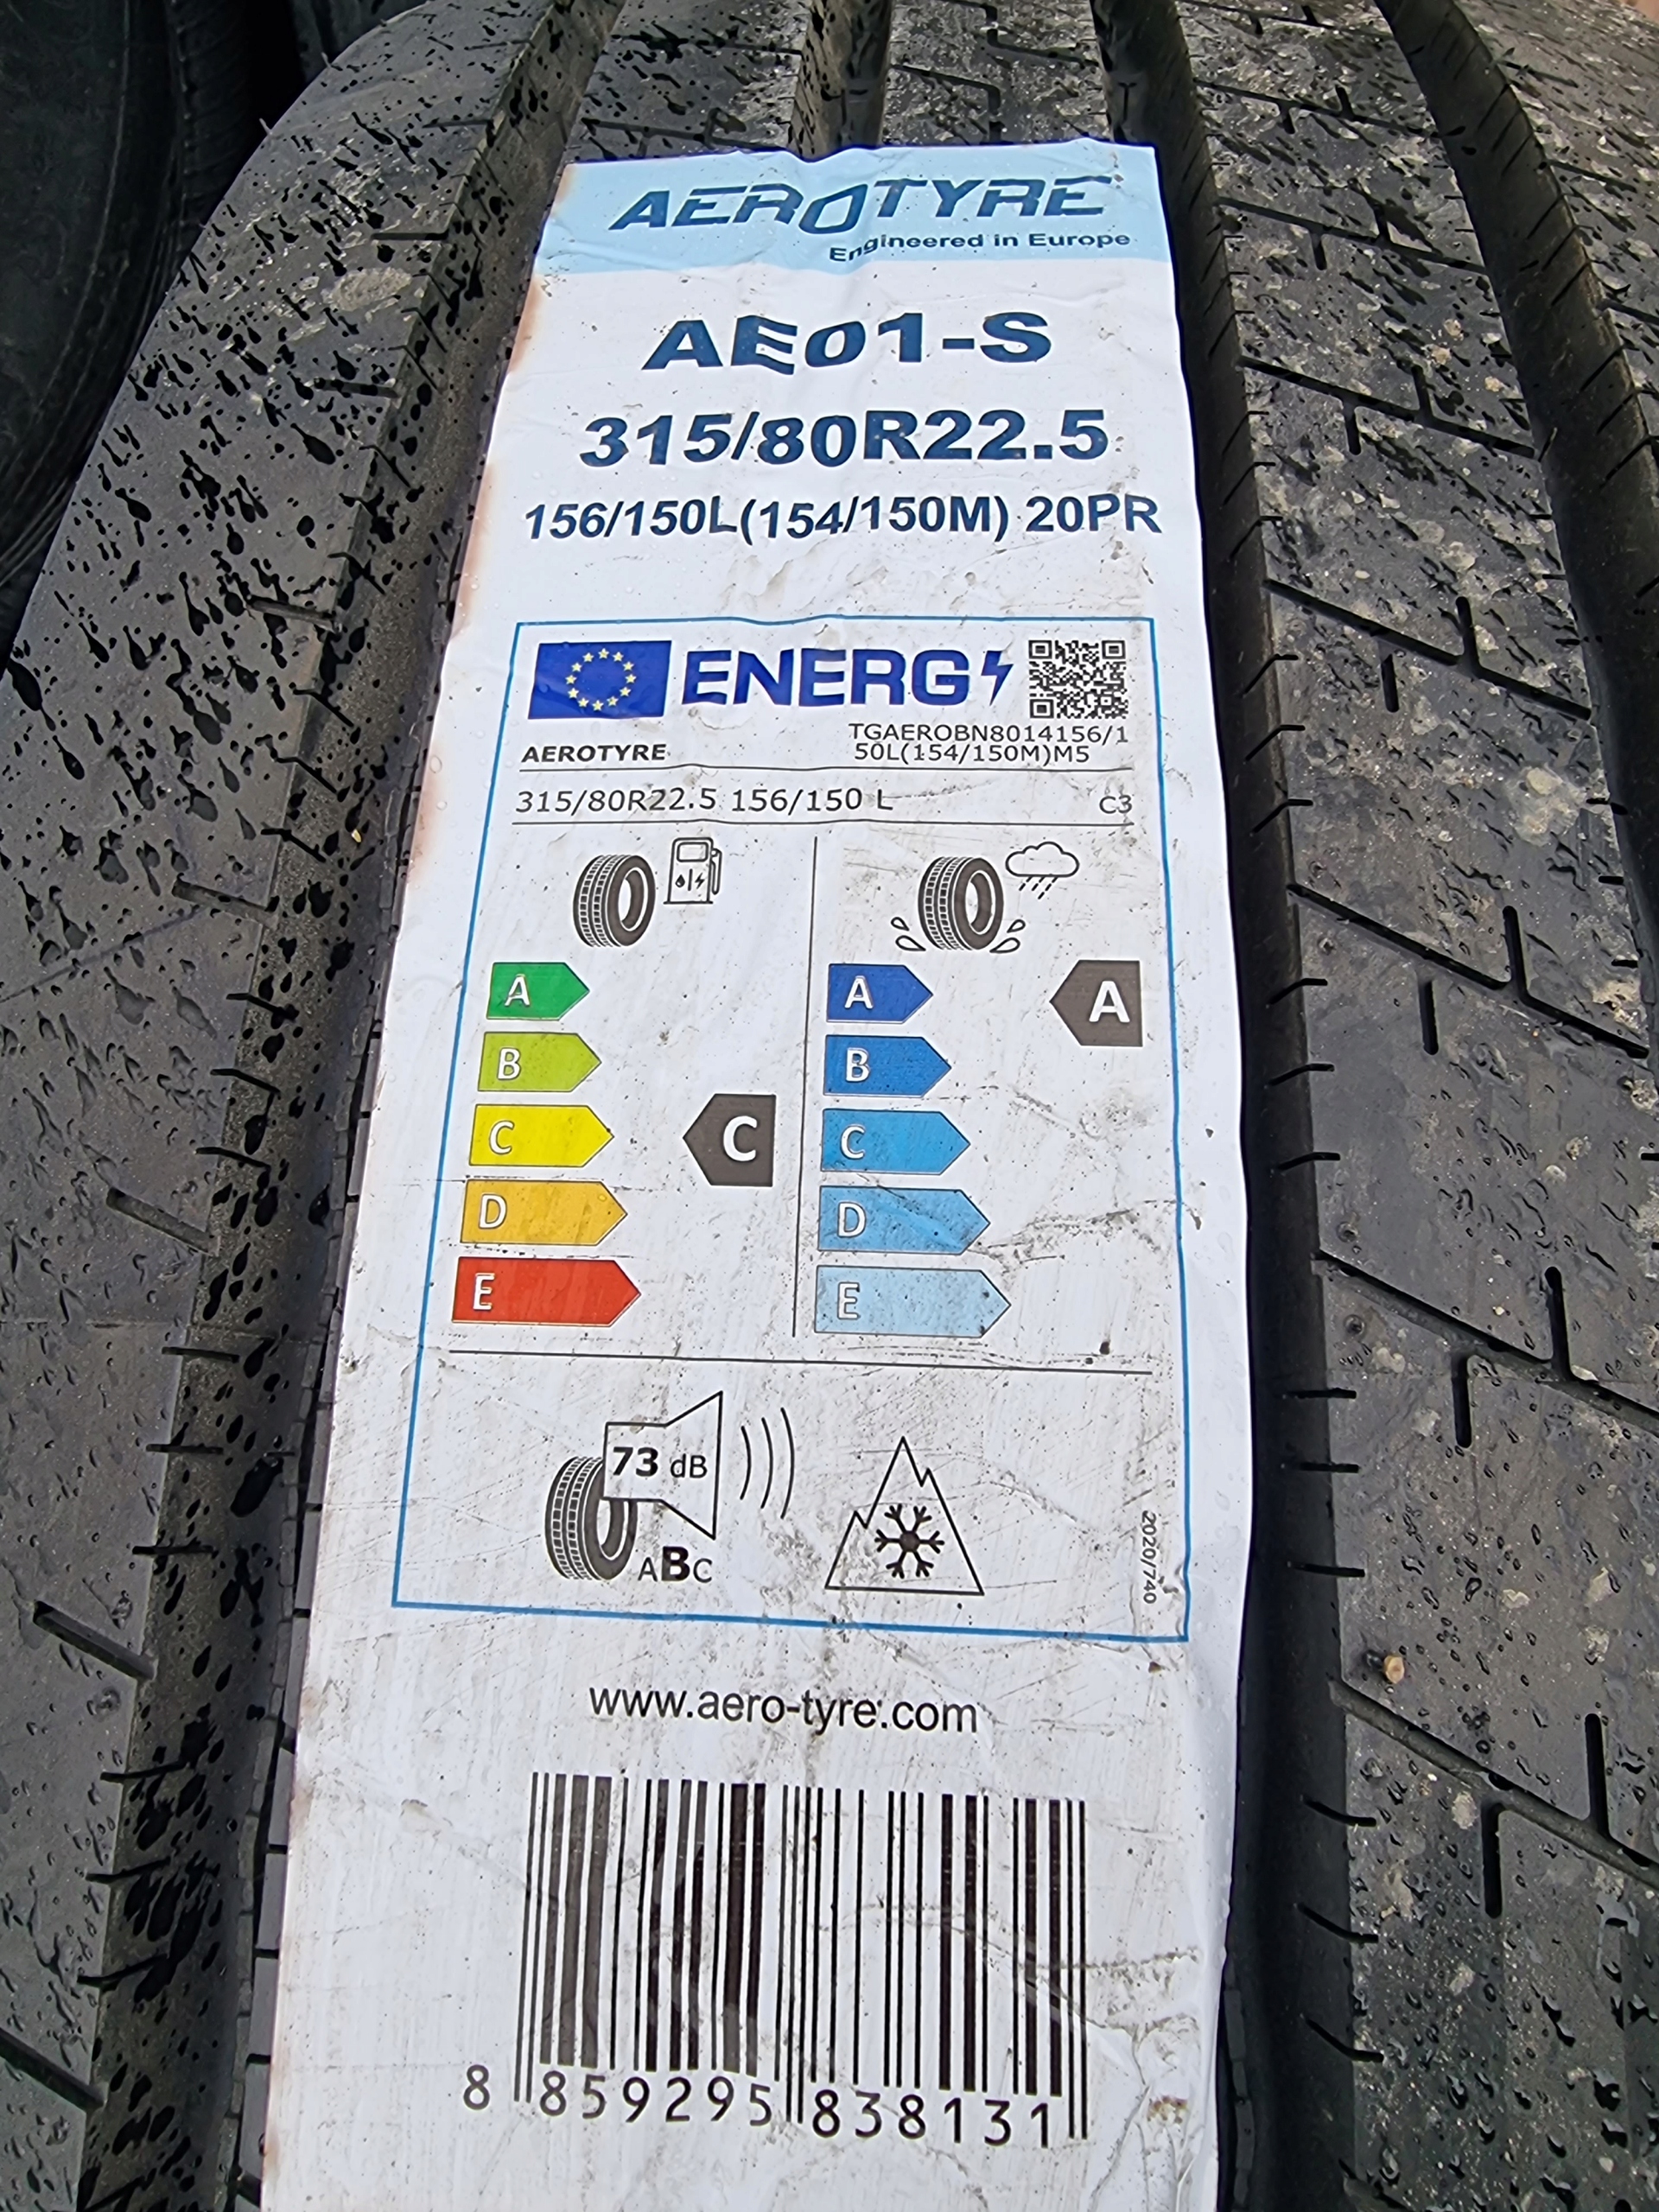 AEROTYRE
Engineered in Europe
AE01-S
315/80R22.5
156/150L(154/150M) 20PR
ENERG
AEROTYRE
TGAEROBN8014156/1
50L(154/150M)M5
315/80R22.5 156/150 L
C3
A
A
A
B
B
C
C
C
D
D
E
E
73 dB
ABC
2020/740
www.aero-tyre.com
8 859295 838131